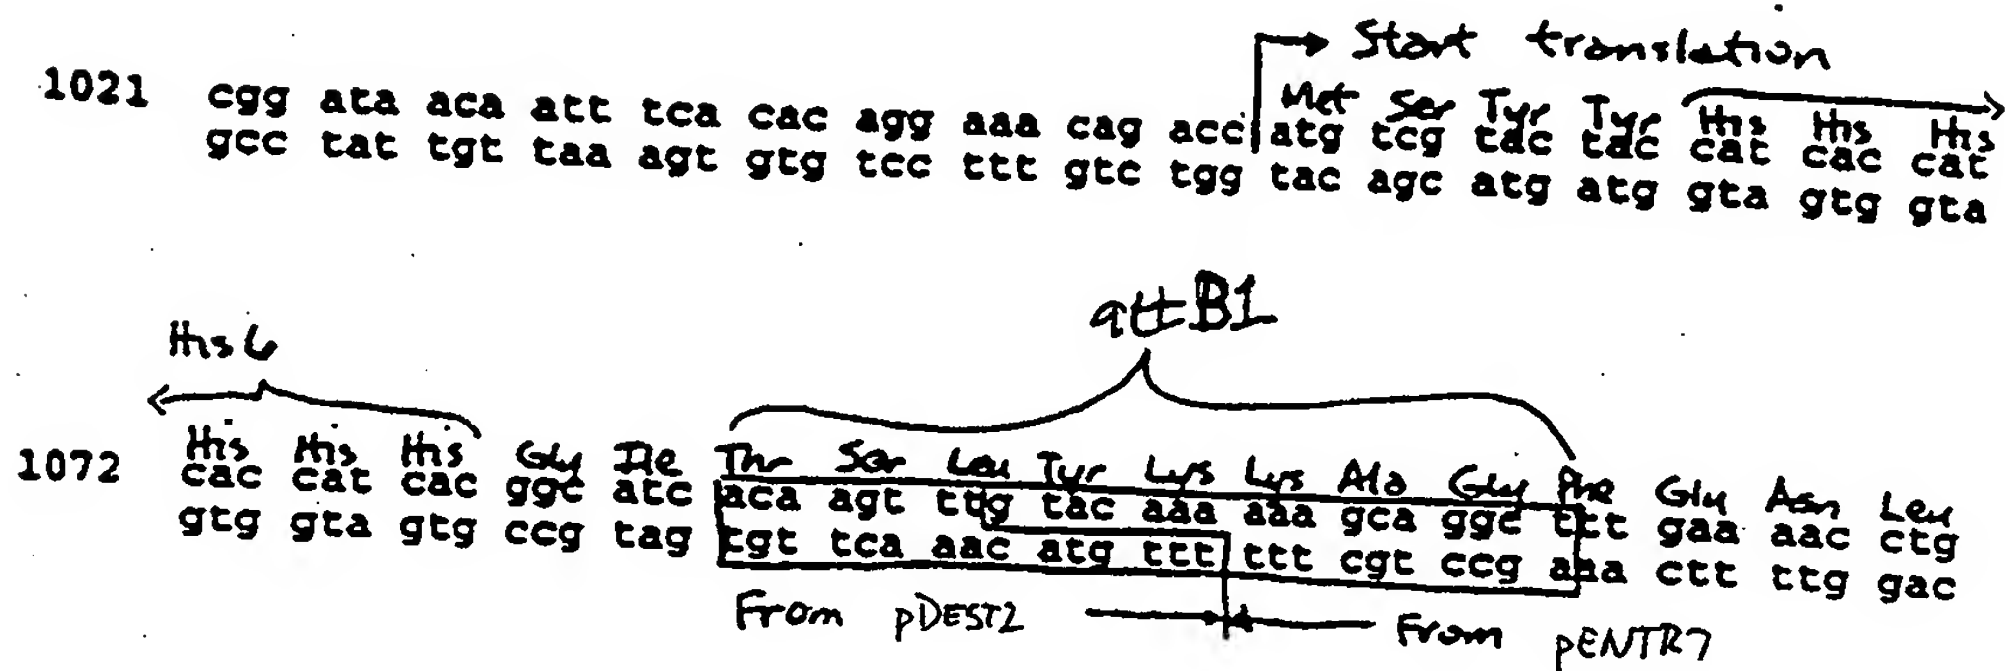 Start translation
Met Ser Tyr Tyr His His His
1021 cgg ata aca att tca cac agg aaa cag acc atg tcg tac tac cat cac cat
gcc tat tgt taa agt gtg tcc ttt gtc tgg tac agc atg atg gta gtg gta
attB1
His6
His His His Gly Ile Thr Ser Leu Tyr Lys Lys Ala Gly Phe Glu Asn Leu
1072 cac cat cac ggc atc aca agt ttg tac aaa aaa gca ggc ttt gaa aac ctg
gtg gta gtg ccg tag tgt tca aac atg ttt ttt cgt ccg aaa ctt ttg gac
From pDEST2 From pENTR7